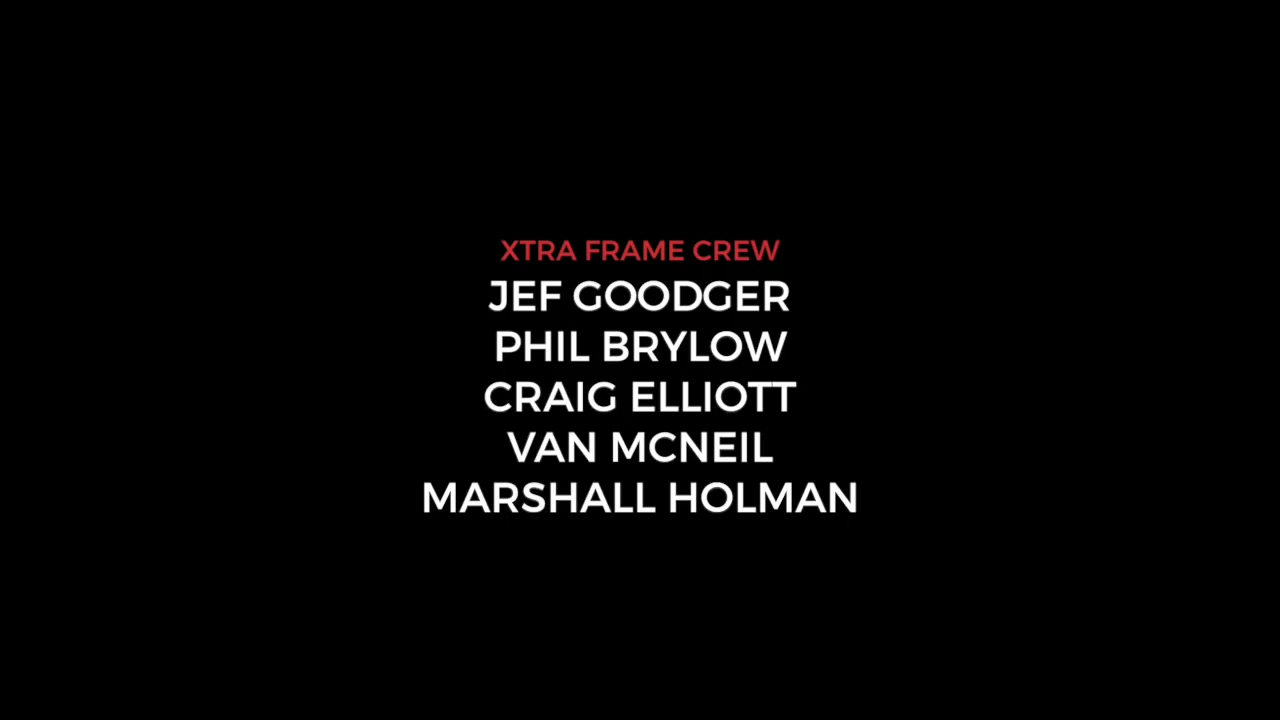 XTRA FRAME CREW
JEF GOODGER
PHIL BRYLOW
CRAIG ELLIOTT
VAN MCNEIL
MARSHALL HOLMAN